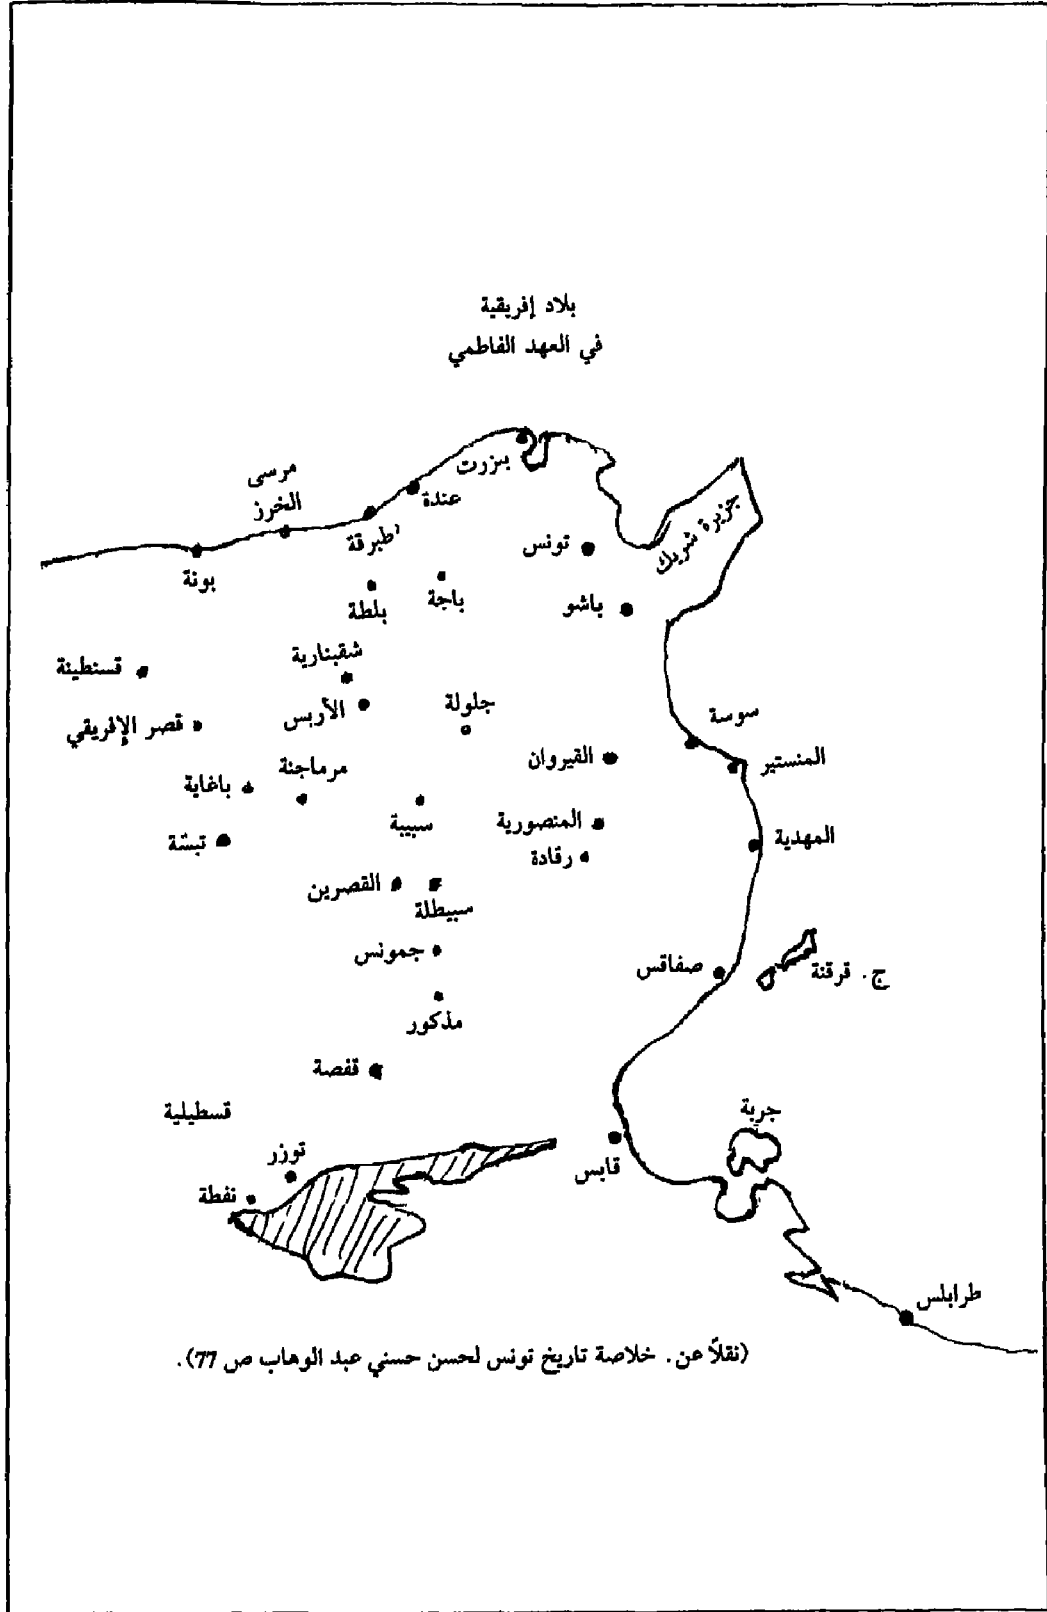 بلاد إفريقية
في العهد الفاطمي
بنزرت
مرسى
الخرز
عندة
طبرقة
جزيرة شريك
تونس
بونة
باجة
بلطة
باشو
شقبنارية
قسنطينة
جلولة
الأربس
سوسة
قصر الإفريقي
القيروان
المنستير
مرماجنة
باغاية
سبيبة
المنصورية
المهدية
تبسّة
رقادة
القصرين
سبيطلة
جمونس
صفاقس
ج. قرقنة
مذكور
قفصة
قسطيلية
جربة
توزر
قابس
نفطة
طرابلس
(نقلاً عن. خلاصة تاريخ تونس لحسن حسني عبد الوهاب ص 77).